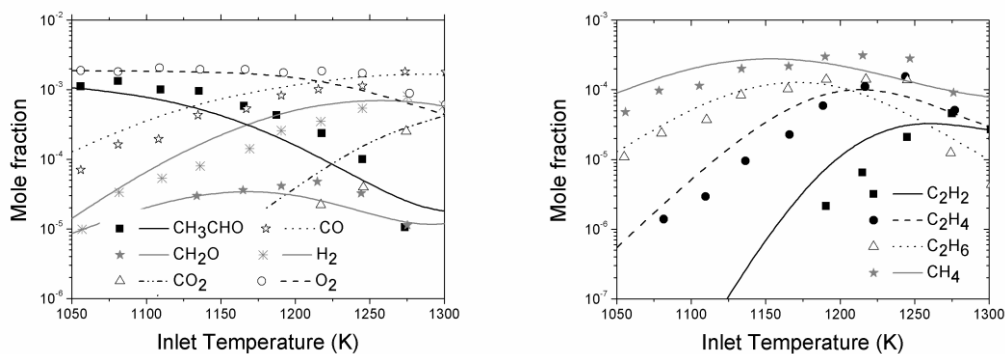 10⁻²
10⁻³
10⁻⁴
10⁻⁵
10⁻⁶
Mole fraction
CH₃CHO
CO
CH₂O
H₂
CO₂
O₂
1050
1100
1150
1200
1250
1300
Inlet Temperature (K)
10⁻³
10⁻⁴
10⁻⁵
10⁻⁶
10⁻⁷
Mole fraction
C₂H₂
C₂H₄
C₂H₆
CH₄
1050
1100
1150
1200
1250
1300
Inlet Temperature (K)